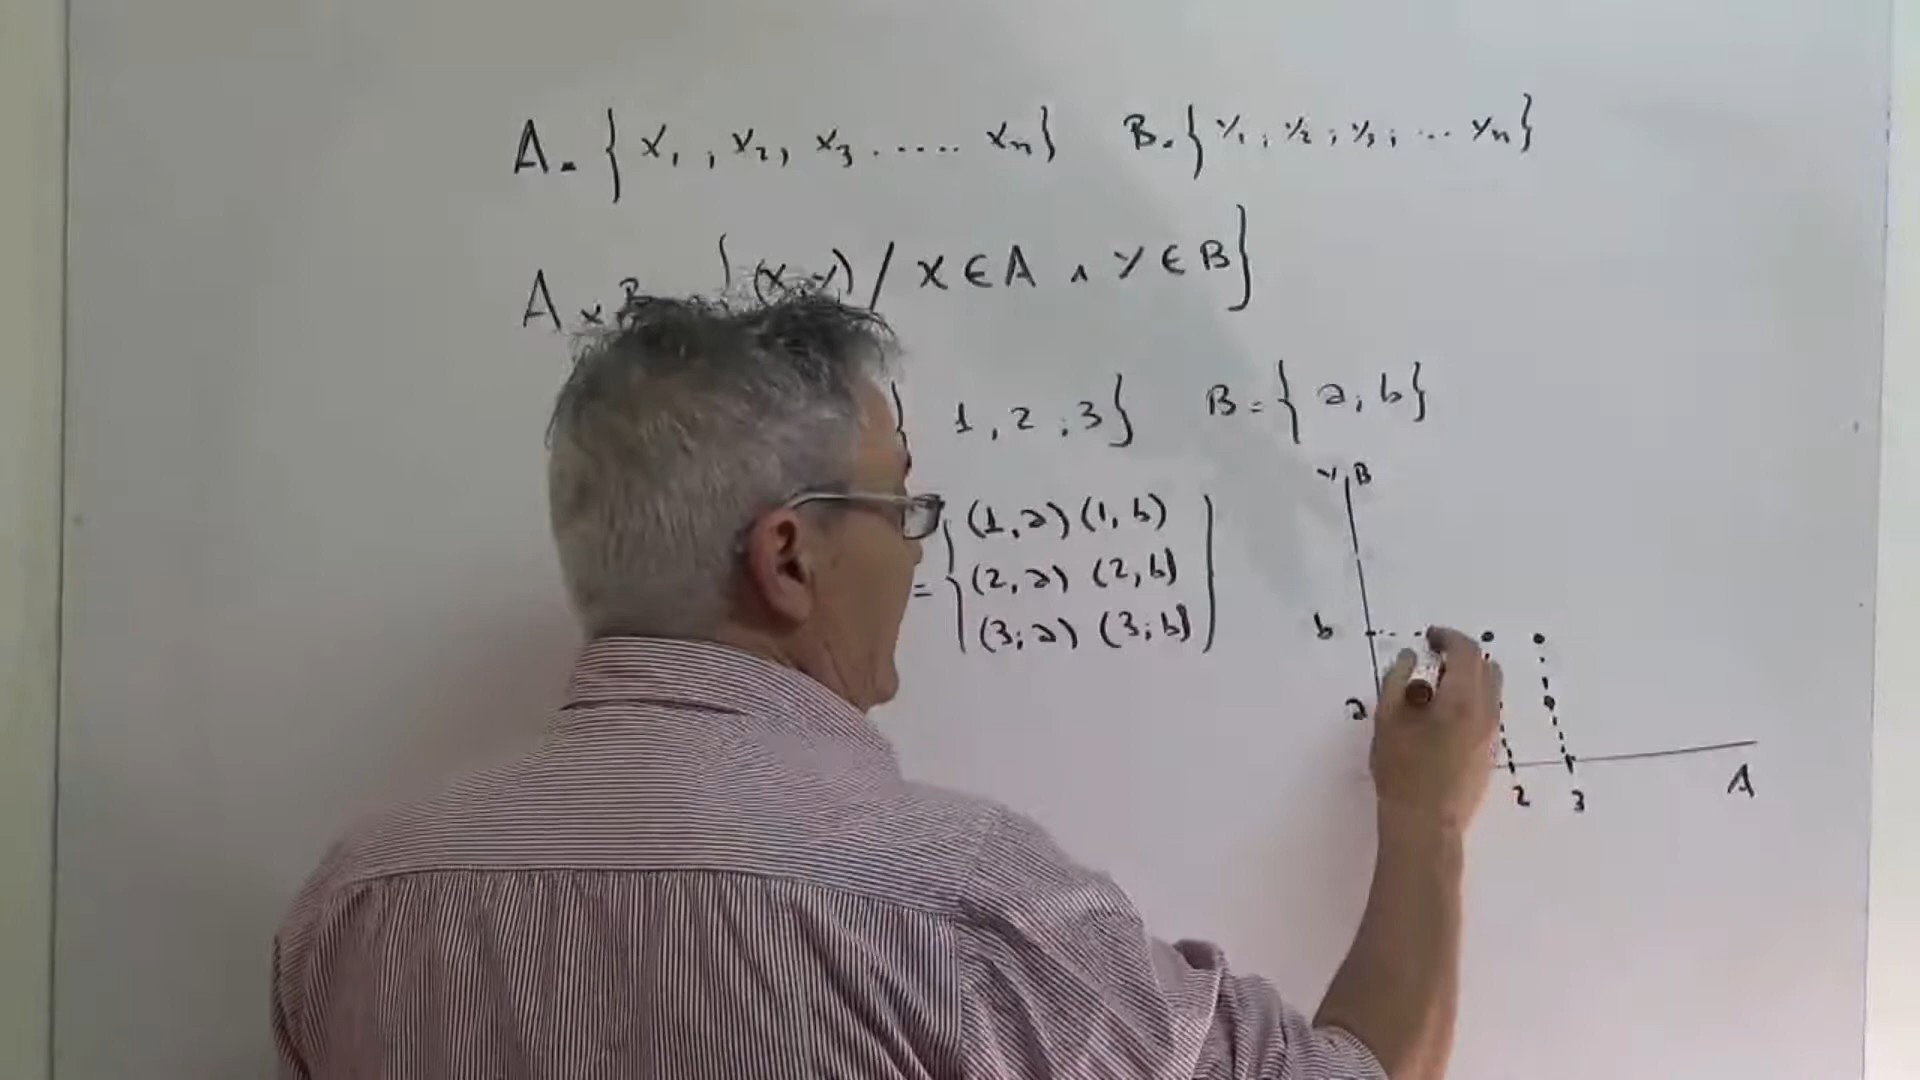 A = { x1 ; x2, x3 ..... xn} B = { y1 ; y2 ; y3 ; ... yn}
A x B { (x, y) / x ∈ A ∧ y ∈ B}
{ 1, 2 ; 3} B = { a ; b}
y B
= { (1, a) (1, b)
(2, a) (2, b)
(3; a) (3; b) }
b
a
2 3 A